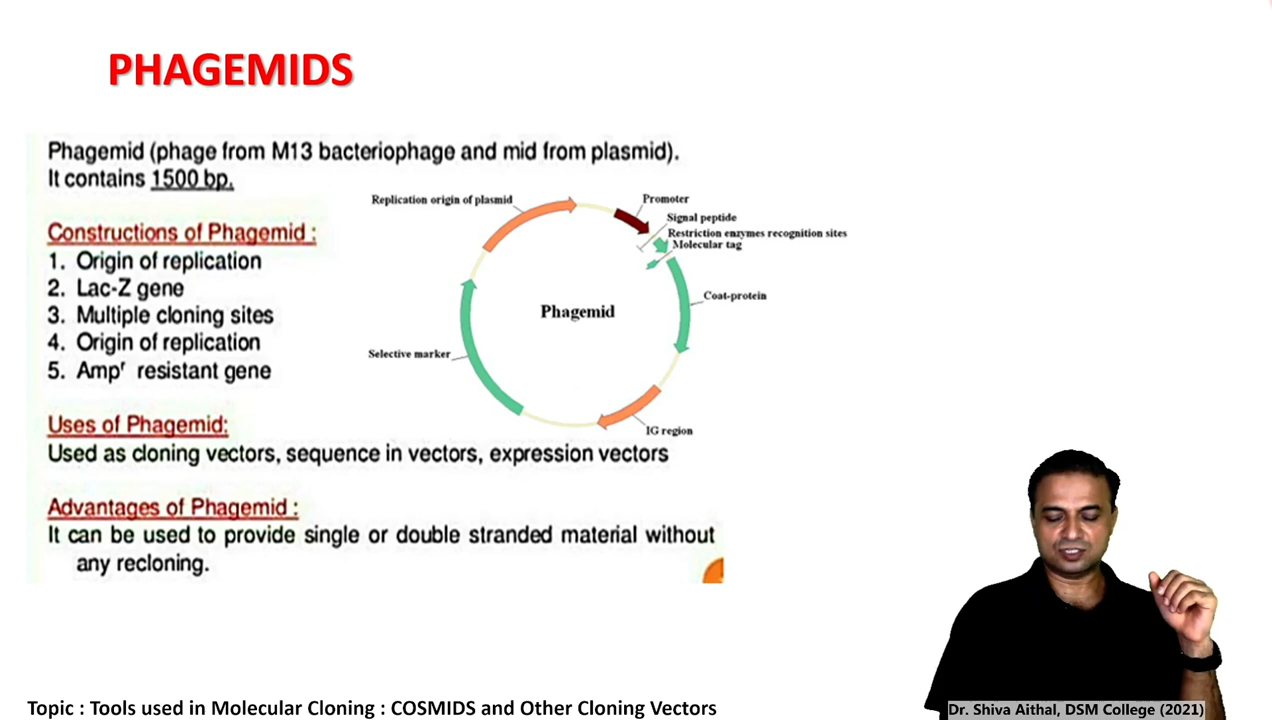 PHAGEMIDS
Phagemid (phage from M13 bacteriophage and mid from plasmid).
It contains 1500 bp.
Constructions of Phagemid :
1. Origin of replication
2. Lac-Z gene
3. Multiple cloning sites
4. Origin of replication
5. Ampʳ resistant gene
Replication origin of plasmid
Promoter
Signal peptide
Restriction enzymes recognition sites
Molecular tag
Coat-protein
Phagemid
Selective marker
IG region
Uses of Phagemid:
Used as cloning vectors, sequence in vectors, expression vectors
Advantages of Phagemid :
It can be used to provide single or double stranded material without
any recloning.
Topic : Tools used in Molecular Cloning : COSMIDS and Other Cloning Vectors
Dr. Shiva Aithal, DSM College (2021)